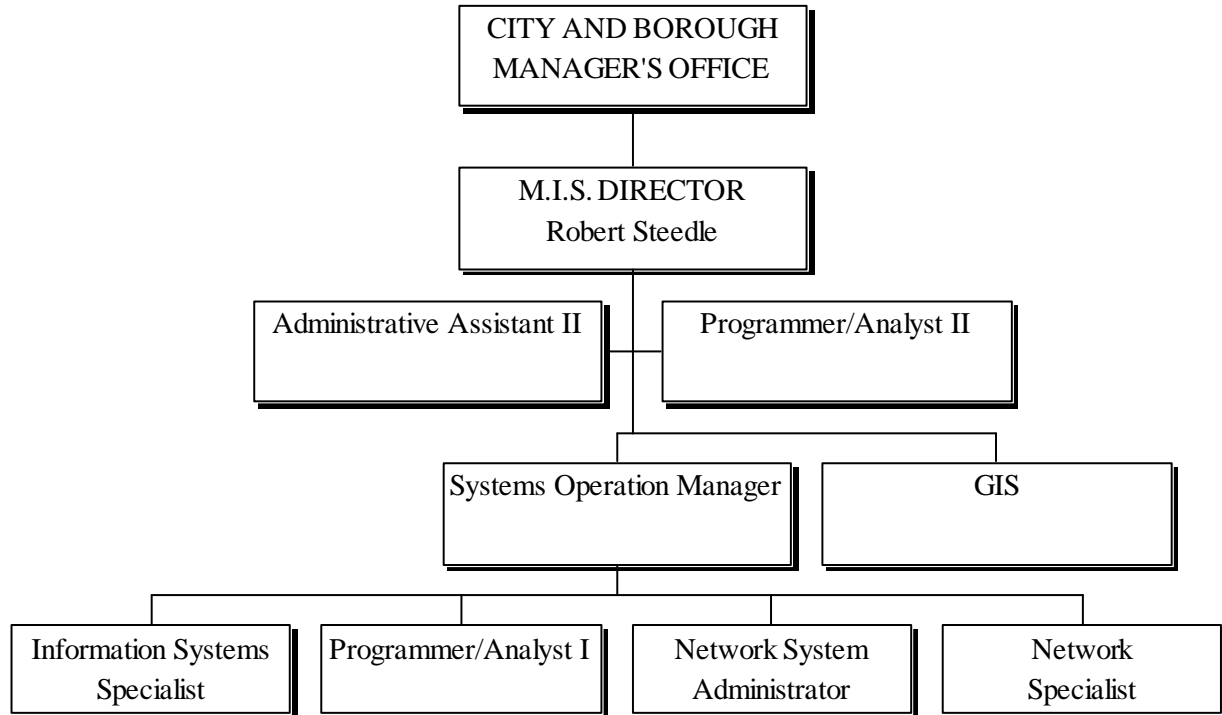 CITY AND BOROUGH
MANAGER'S OFFICE
M.I.S. DIRECTOR
Robert Steedle
Administrative Assistant II
Programmer/Analyst II
Systems Operation Manager
GIS
Information Systems
Specialist
Programmer/Analyst I
Network System
Administrator
Network
Specialist